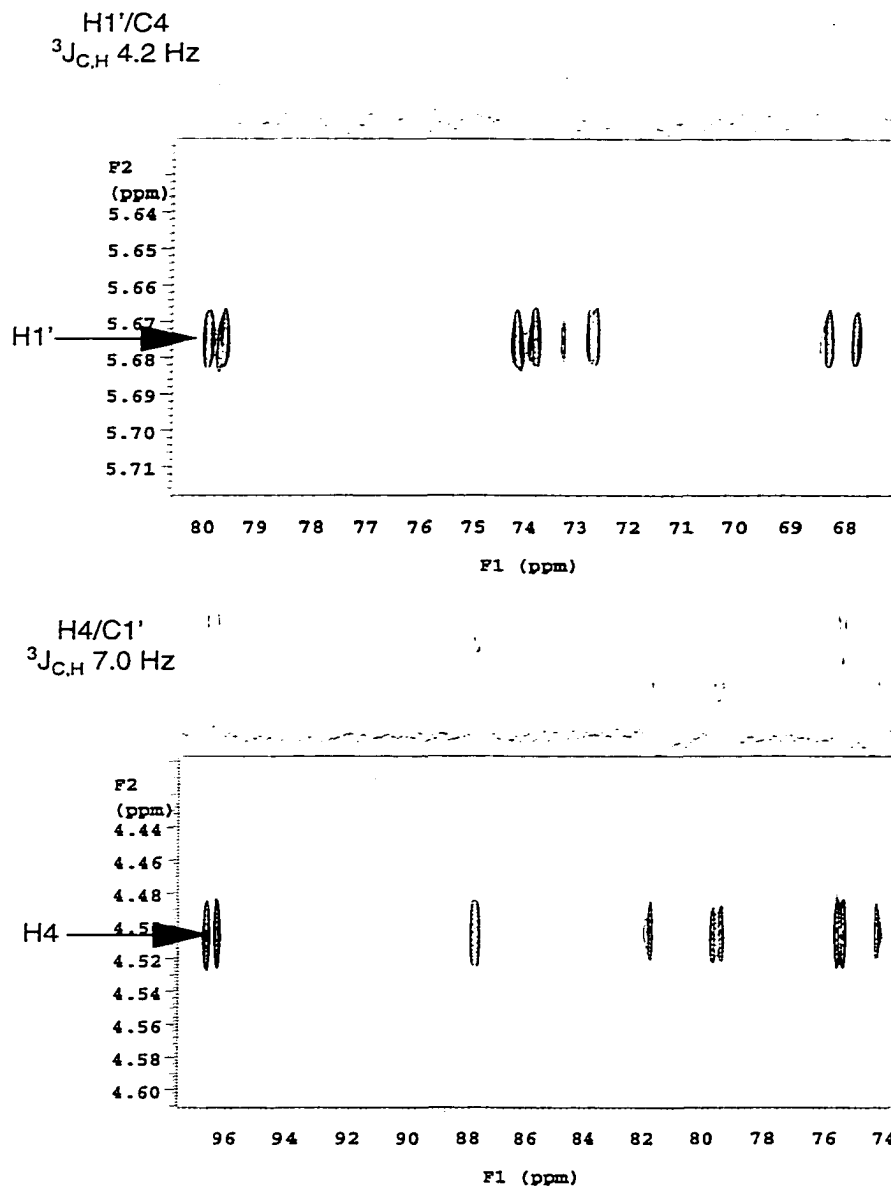 H1'/C4
³J_C,H 4.2 Hz
F2
(ppm)
5.64
5.65
5.66
5.67
5.68
5.69
5.70
5.71
H1'
80 79 78 77 76 75 74 73 72 71 70 69 68
F1 (ppm)
H4/C1'
³J_C,H 7.0 Hz
F2
(ppm)
4.44
4.46
4.48
4.52
4.54
4.56
4.58
4.60
H4
96 94 92 90 88 86 84 82 80 78 76 74
F1 (ppm)